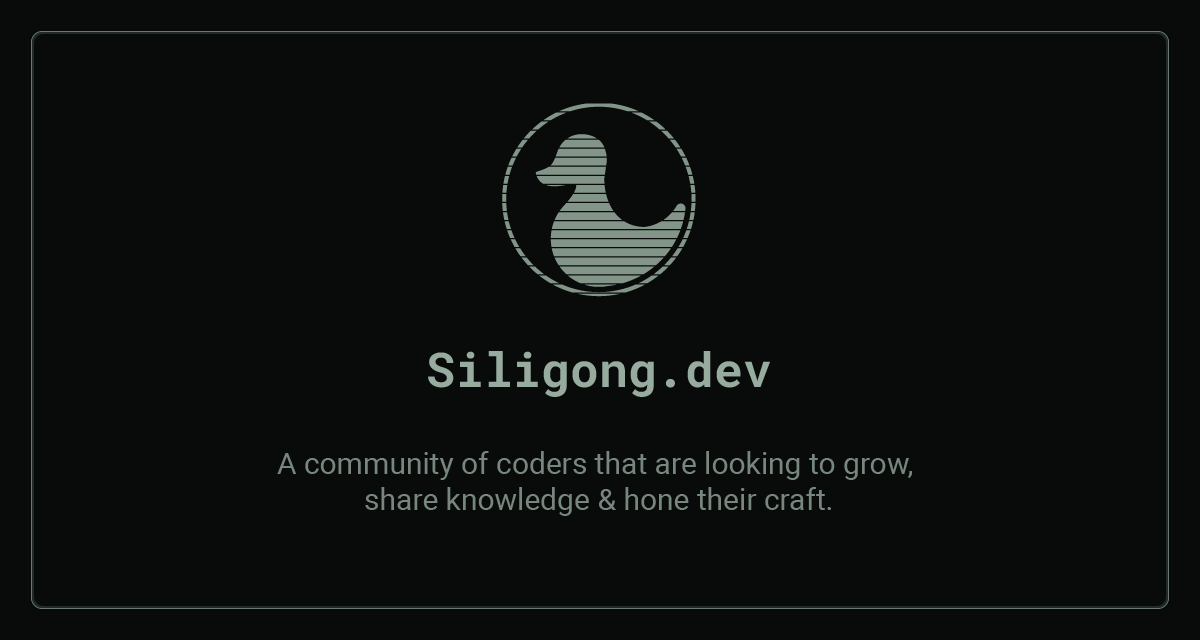 Siligong.dev
A community of coders that are looking to grow,
share knowledge & hone their craft.